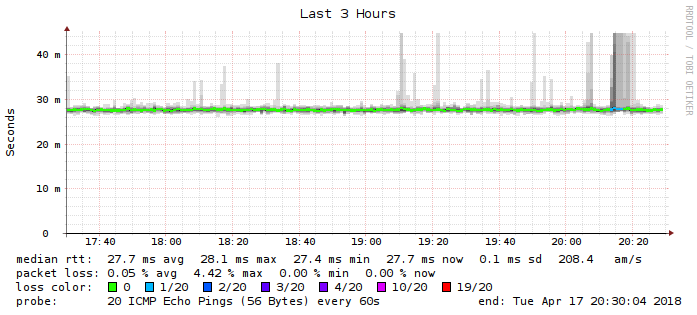 Last 3 Hours
RRDTOOL / TOBI OETIKER
Seconds
40 m
30 m
20 m
10 m
0
17:40 18:00 18:20 18:40 19:00 19:20 19:40 20:00 20:20
median rtt: 27.7 ms avg 28.1 ms max 27.4 ms min 27.7 ms now 0.1 ms sd 208.4 am/s
packet loss: 0.05 % avg 4.42 % max 0.00 % min 0.00 % now
loss color: 0 1/20 2/20 3/20 4/20 10/20 19/20
probe: 20 ICMP Echo Pings (56 Bytes) every 60s end: Tue Apr 17 20:30:04 2018